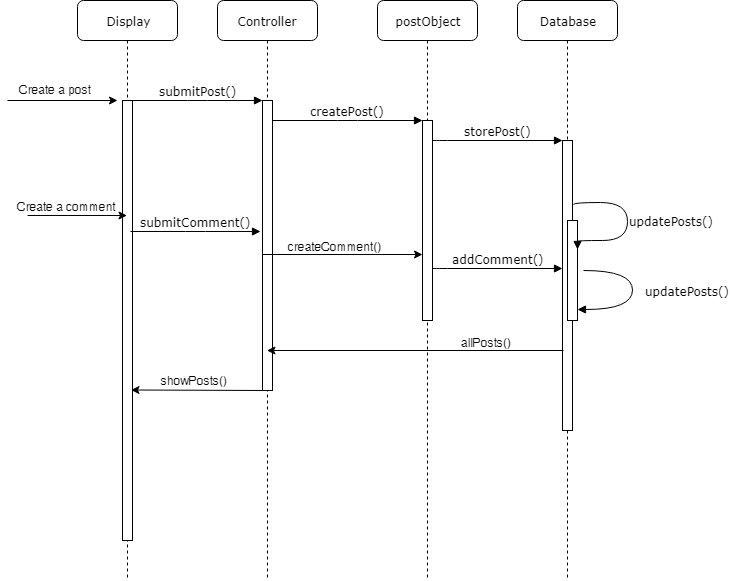 Display
Controller
postObject
Database
Create a post
submitPost()
createPost()
storePost()
Create a comment
submitComment()
updatePosts()
createComment()
addComment()
updatePosts()
allPosts()
showPosts()